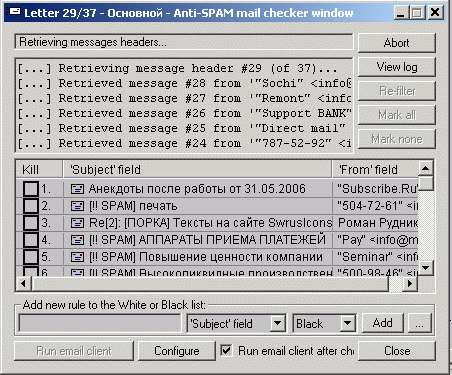 Letter 29/37 - Основной - Anti-SPAM mail checker window
Retrieving messages headers...
Abort
[...] Retrieving message header #29 (of 37)...
[...] Retrieved message #28 from '"Sochi" <info@
[...] Retrieved message #27 from '"Remont" <info
[...] Retrieved message #26 from '"Support BANK"
[...] Retrieved message #25 from '"Direct mail"
[...] Retrieved message #24 from '"787-52-92" <i
View log
Re-filter
Mark all
Mark none
Kill 'Subject' field 'From' field
1. Анекдоты после работы от 31.05.2006 "Subscribe.Ru"
2. [!! SPAM] печать "504-72-61" <i
3. Re[2]: [ПОРКА] Тексты на сайте SwrusIcons Роман Рудник
4. [!! SPAM] АППАРАТЫ ПРИЕМА ПЛАТЕЖЕЙ "Pay" <info@m
5. [!! SPAM] Повышение ценности компании "Seminar" <info
6. [!! SPAM] Высоколиквидные производствен "500-98-46" <i
Add new rule to the White or Black list:
'Subject' field Black Add ...
Run email client Configure Run email client after che Close